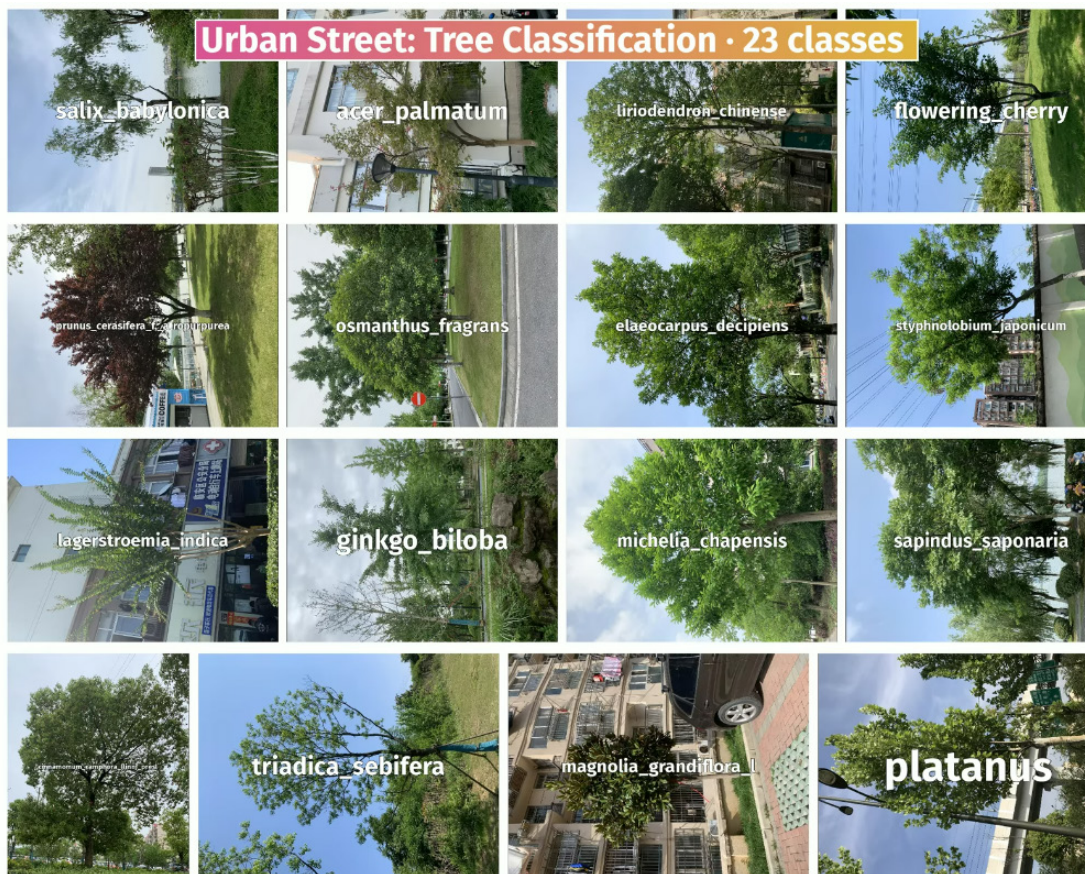 Urban Street: Tree Classification · 23 classes
salix_babylonica
acer_palmatum
liriodendron_chinense
flowering_cherry
osmanthus_fragrans
elaeocarpus_decipiens
styphnolobium_japonicum
COFFEE
lagerstroemia_indica
ginkgo_biloba
michelia_chapensis
sapindus_saponaria
triadica_sebifera
magnolia_grandiflora_l
platanus